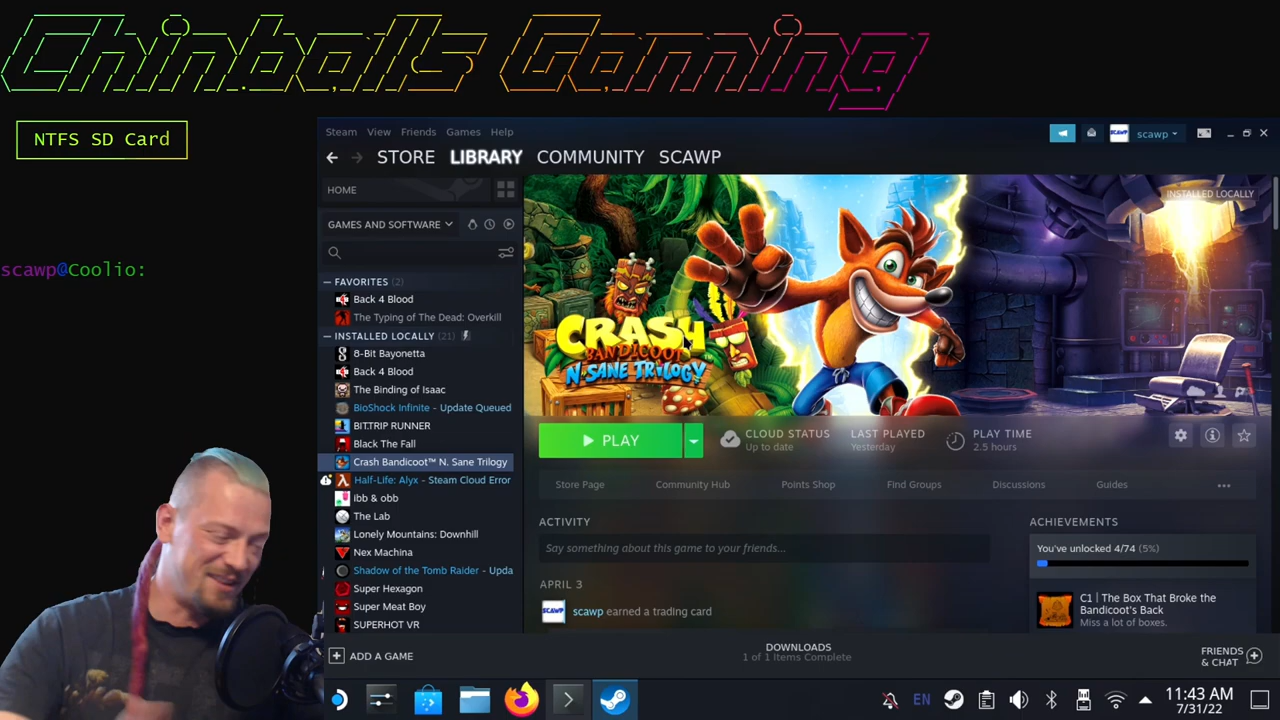 Chinballs Gaming
NTFS SD Card
scawp@Coolio:
Steam View Friends Games Help
scawp
STORE LIBRARY COMMUNITY SCAWP
HOME
GAMES AND SOFTWARE
FAVORITES (2)
Back 4 Blood
The Typing of The Dead: Overkill
INSTALLED LOCALLY (21)
8-Bit Bayonetta
Back 4 Blood
The Binding of Isaac
BioShock Infinite - Update Queued
BIT.TRIP RUNNER
Black The Fall
Crash Bandicoot™ N. Sane Trilogy
Half-Life: Alyx - Steam Cloud Error
ibb & obb
The Lab
Lonely Mountains: Downhill
Nex Machina
Shadow of the Tomb Raider - Upda
Super Hexagon
Super Meat Boy
SUPERHOT VR
INSTALLED LOCALLY
CRASH
BANDICOOT
N. SANE TRILOGY
PLAY
CLOUD STATUS
Up to date
LAST PLAYED
Yesterday
PLAY TIME
2.5 hours
Store Page Community Hub Points Shop Find Groups Discussions Guides ...
ACTIVITY
Say something about this game to your friends...
APRIL 3
SCAWP
scawp earned a trading card
ACHIEVEMENTS
You've unlocked 4/74 (5%)
C1 | The Box That Broke the
Bandicoot's Back
Miss a lot of boxes.
ADD A GAME
DOWNLOADS
1 of 1 Items Complete
FRIENDS
& CHAT
EN
11:43 AM
7/31/22